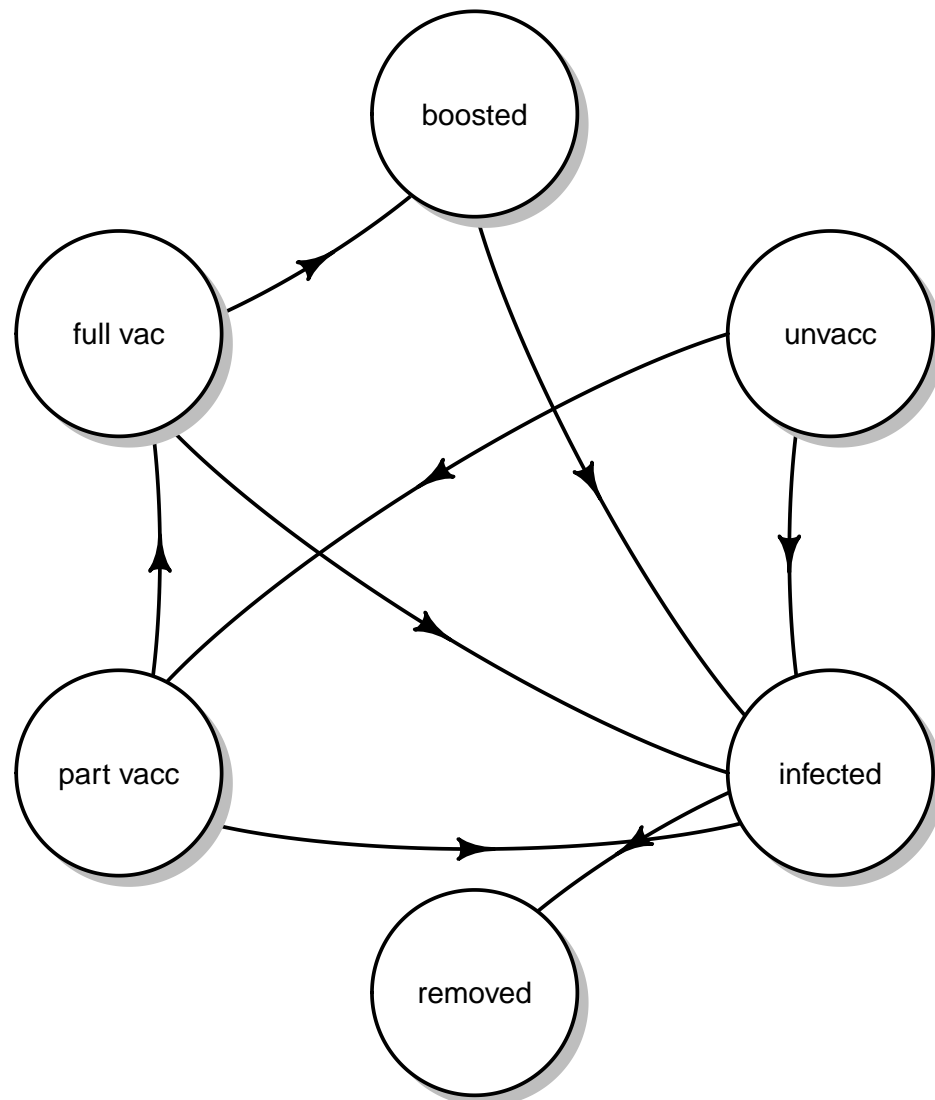 boosted
full vac
unvacc
part vacc
infected
removed